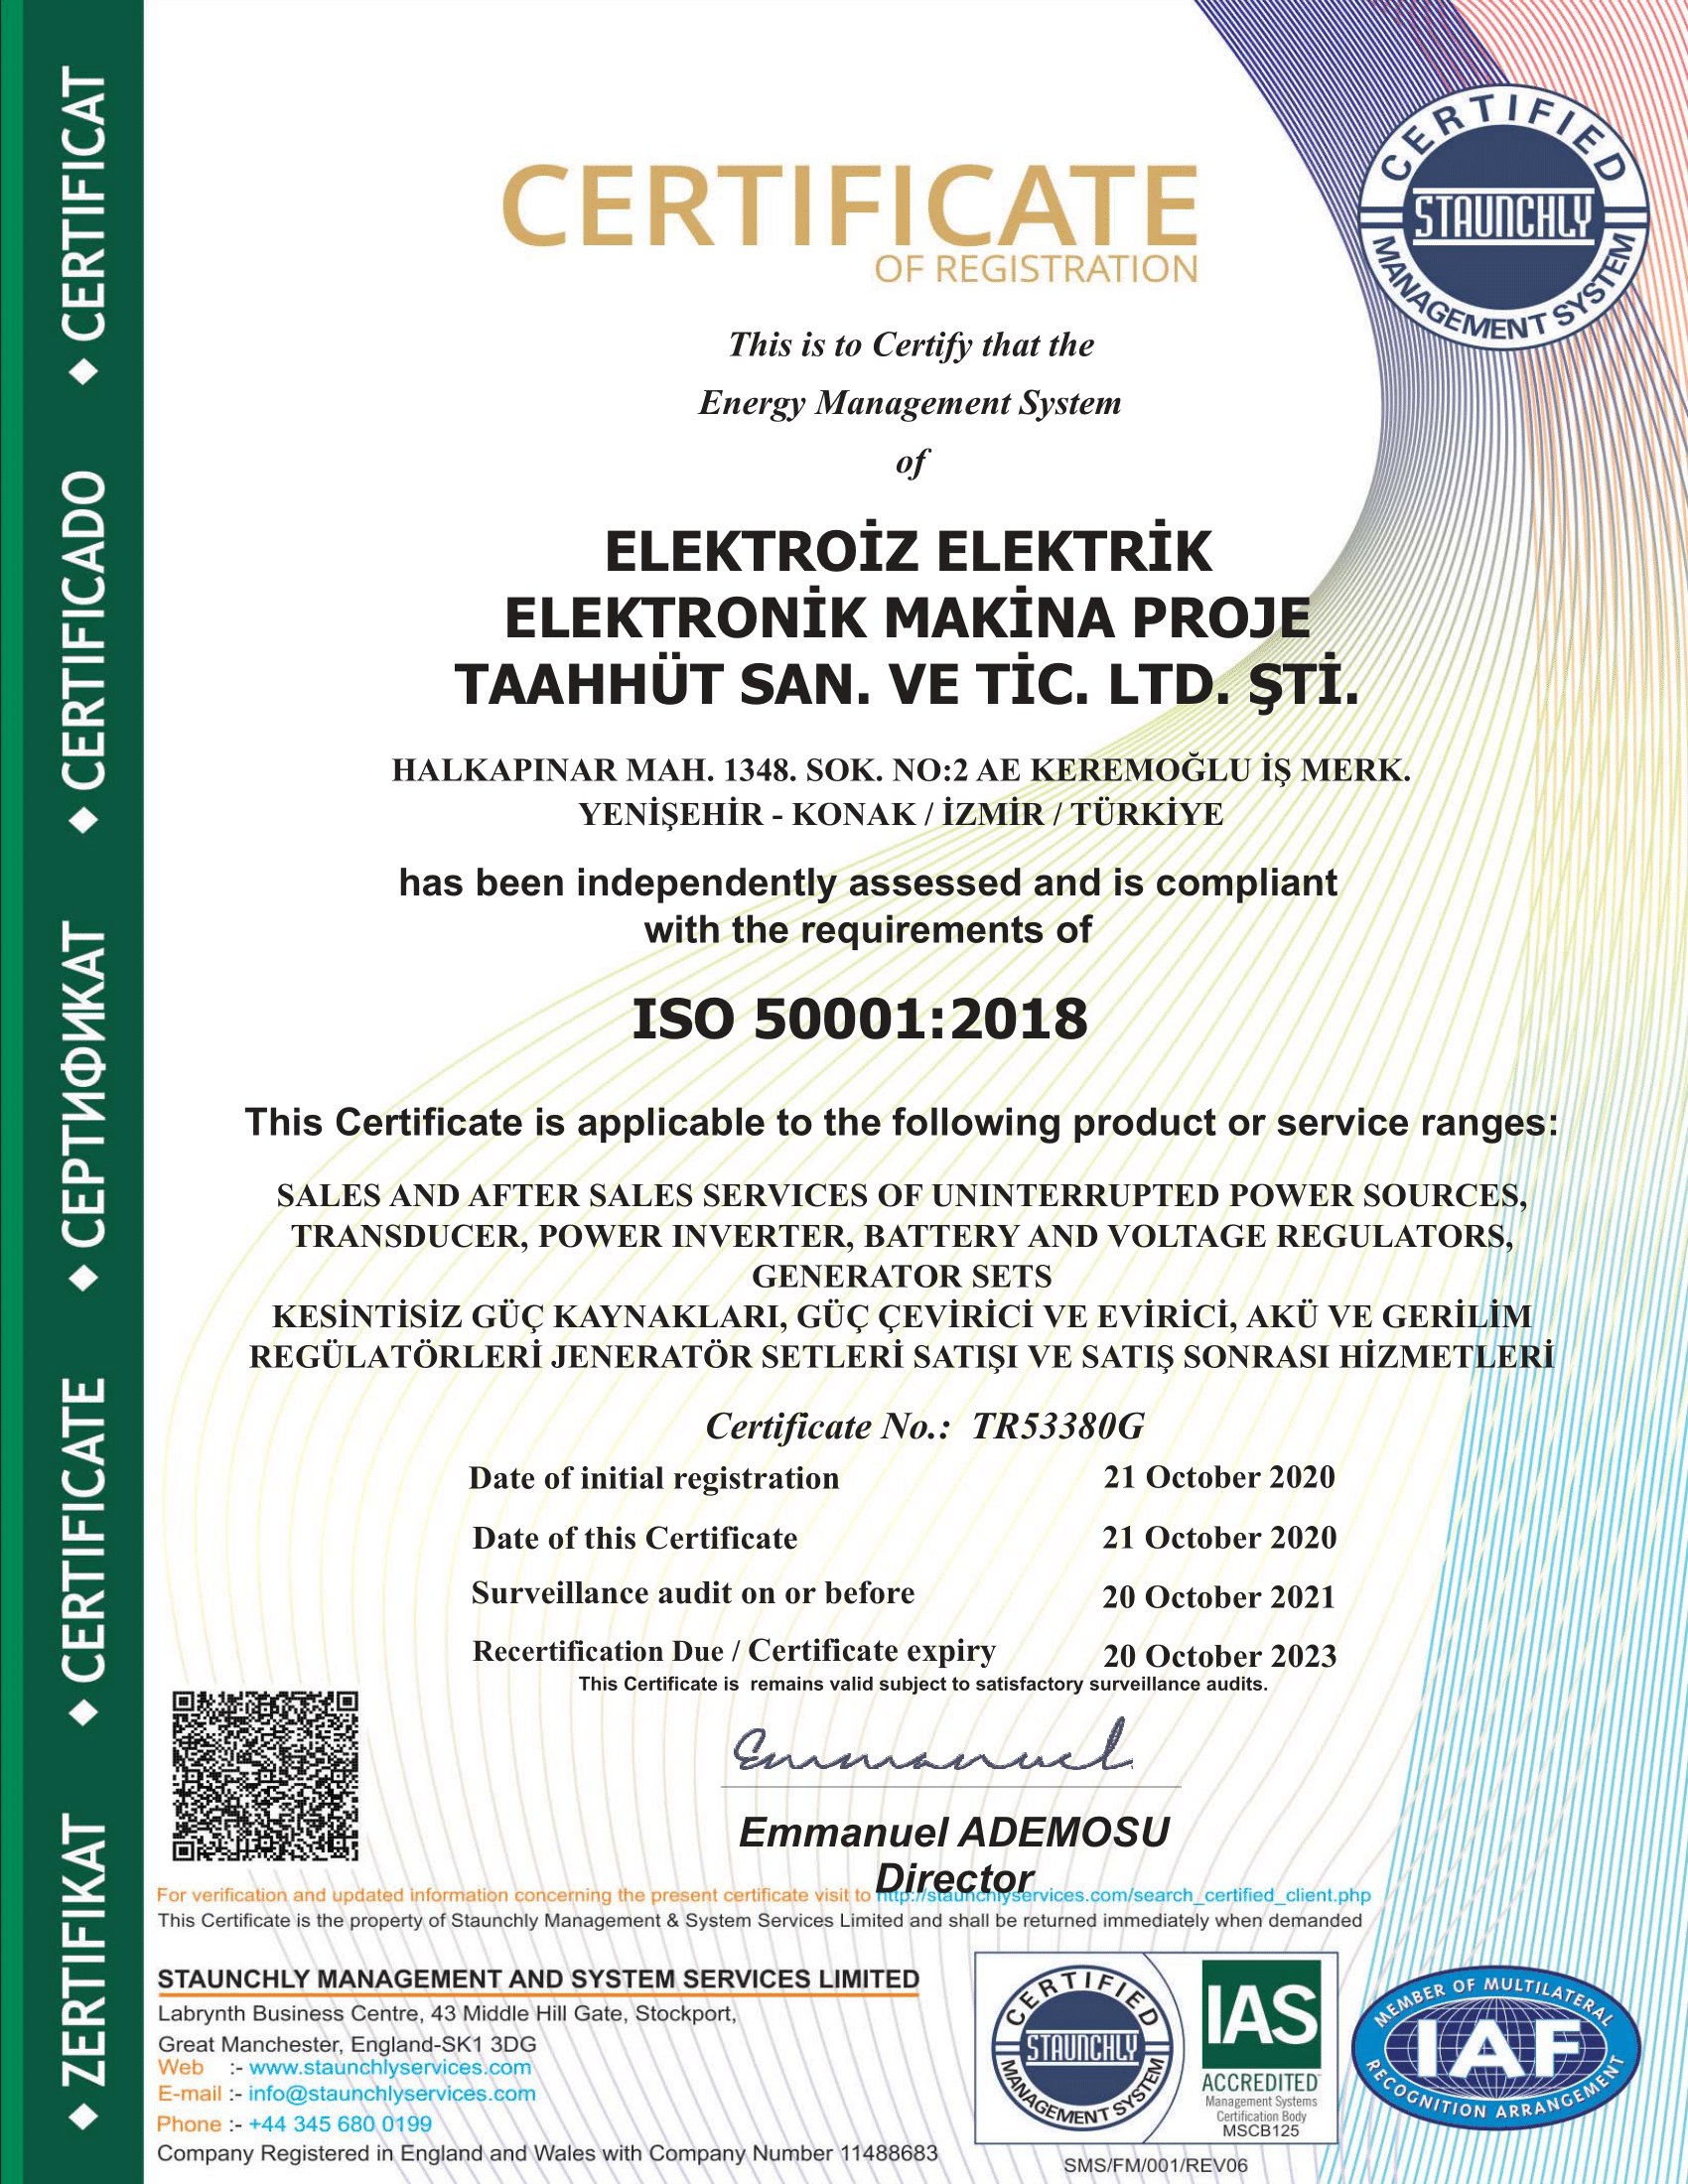 ◆ ZERTIFIKAT ◆ CERTIFICATE ◆ СЕРТИФИКАТ ◆ CERTIFICADO ◆ CERTIFICAT
CERTIFIED
STAUNCHLY
MANAGEMENT SYSTEM
CERTIFICATE
OF REGISTRATION
This is to Certify that the
Energy Management System
of
ELEKTROİZ ELEKTRİK
ELEKTRONİK MAKİNA PROJE
TAAHHÜT SAN. VE TİC. LTD. ŞTİ.
HALKAPINAR MAH. 1348. SOK. NO:2 AE KEREMOĞLU İŞ MERK.
YENİŞEHİR - KONAK / İZMİR / TÜRKİYE
has been independently assessed and is compliant
with the requirements of
ISO 50001:2018
This Certificate is applicable to the following product or service ranges:
SALES AND AFTER SALES SERVICES OF UNINTERRUPTED POWER SOURCES,
TRANSDUCER, POWER INVERTER, BATTERY AND VOLTAGE REGULATORS,
GENERATOR SETS
KESİNTİSİZ GÜÇ KAYNAKLARI, GÜÇ ÇEVİRİCİ VE EVİRİCİ, AKÜ VE GERİLİM
REGÜLATÖRLERİ JENERATÖR SETLERİ SATIŞI VE SATIŞ SONRASI HİZMETLERİ
Certificate No.: TR53380G
Date of initial registration 21 October 2020
Date of this Certificate 21 October 2020
Surveillance audit on or before 20 October 2021
Recertification Due / Certificate expiry 20 October 2023
This Certificate is remains valid subject to satisfactory surveillance audits.
Emmanuel
Emmanuel ADEMOSU
Director
For verification and updated information concerning the present certificate visit to http://staunchlyservices.com/search_certified_client.php
This Certificate is the property of Staunchly Management & System Services Limited and shall be returned immediately when demanded
STAUNCHLY MANAGEMENT AND SYSTEM SERVICES LIMITED
Labrynth Business Centre, 43 Middle Hill Gate, Stockport,
Great Manchester, England-SK1 3DG
Web :- www.staunchlyservices.com
E-mail :- info@staunchlyservices.com
Phone :- +44 345 680 0199
Company Registered in England and Wales with Company Number 11488683
CERTIFIED
STAUNCHLY
MANAGEMENT SYSTEM
IAS
ACCREDITED
Management Systems
Certification Body
MSCB125
MEMBER OF MULTILATERAL
IAF
RECOGNITION ARRANGEMENT
SMS/FM/001/REV06